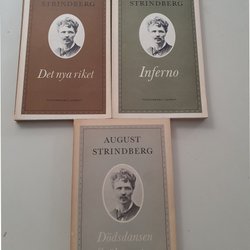 STRINDBERG
Det nya riket
STRINDBERG
Inferno
AUGUST
STRINDBERG
Dödsdansen